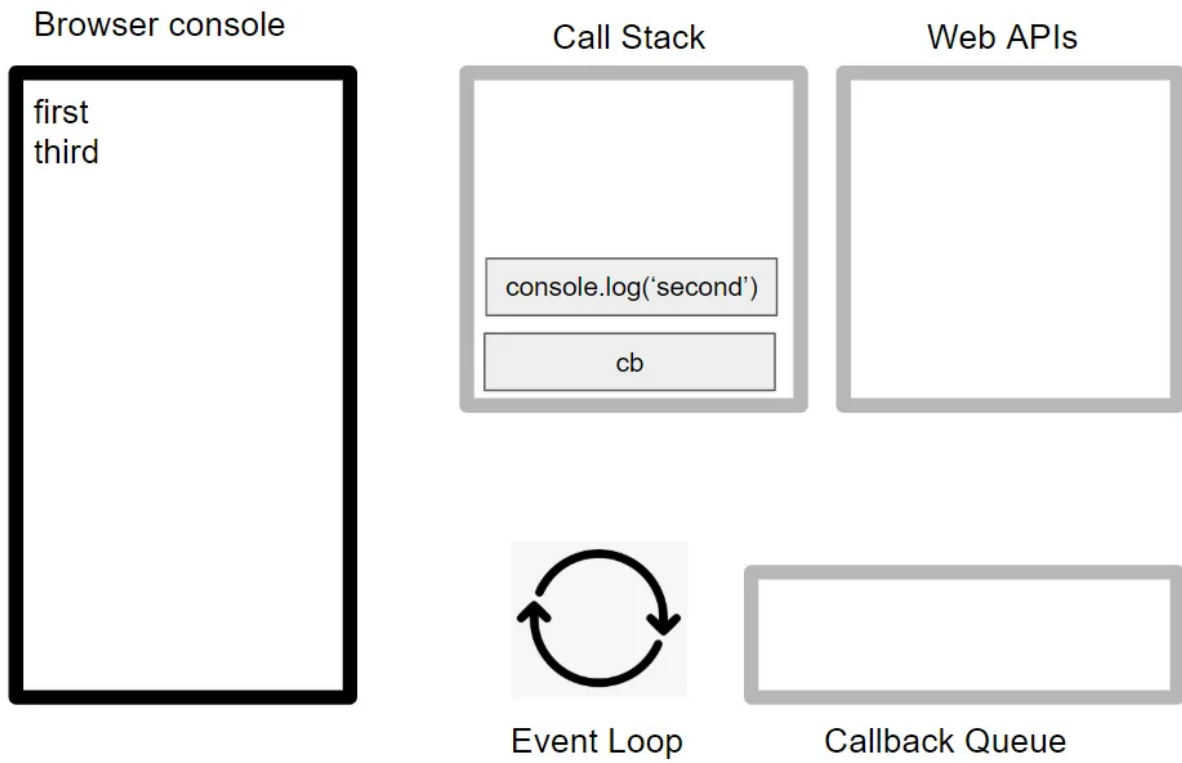 Browser console
Call Stack
Web APIs
first
third
console.log(‘second’)
cb
Event Loop
Callback Queue